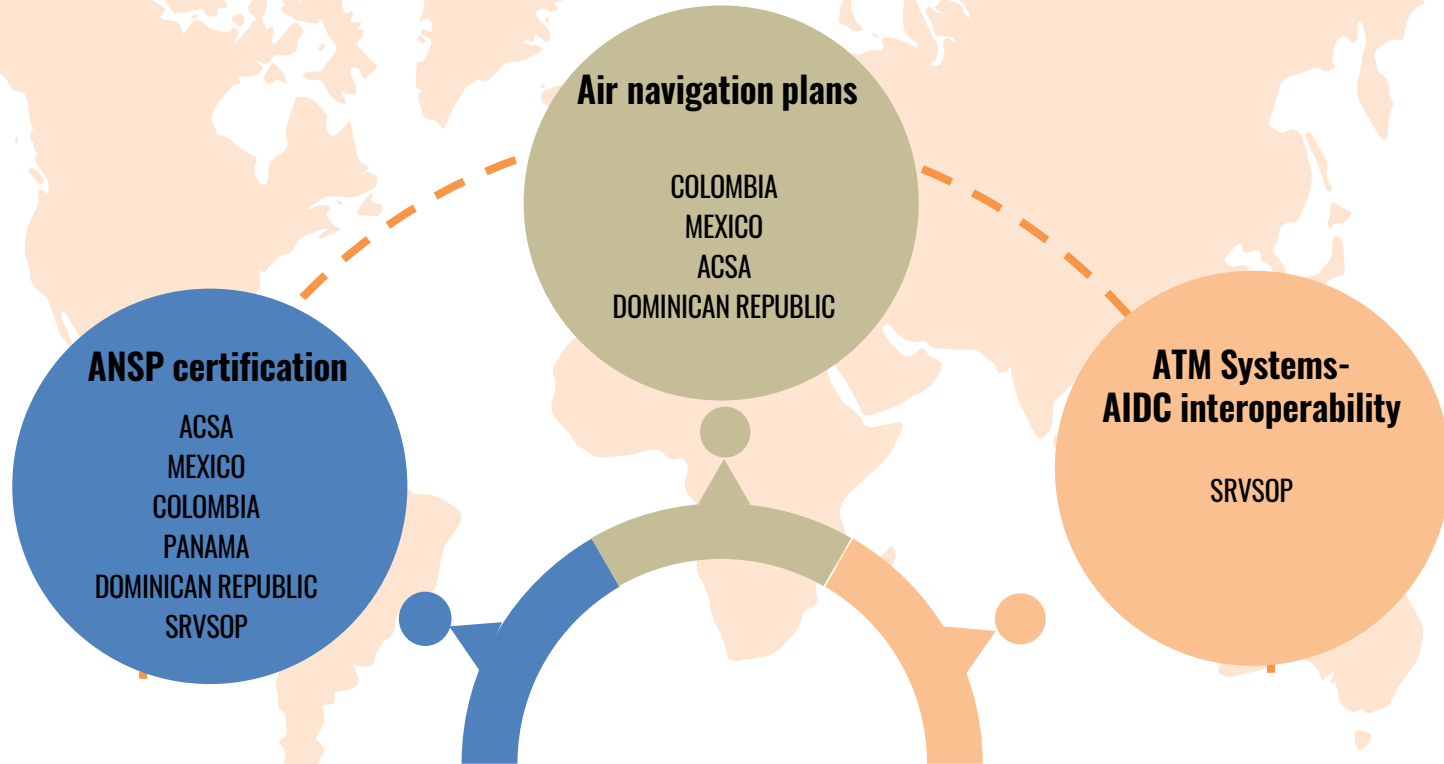 Air navigation plans
COLOMBIA
MEXICO
ACSA
DOMINICAN REPUBLIC
ANSP certification
ACSA
MEXICO
COLOMBIA
PANAMA
DOMINICAN REPUBLIC
SRVSOP
ATM Systems-
AIDC interoperability
SRVSOP